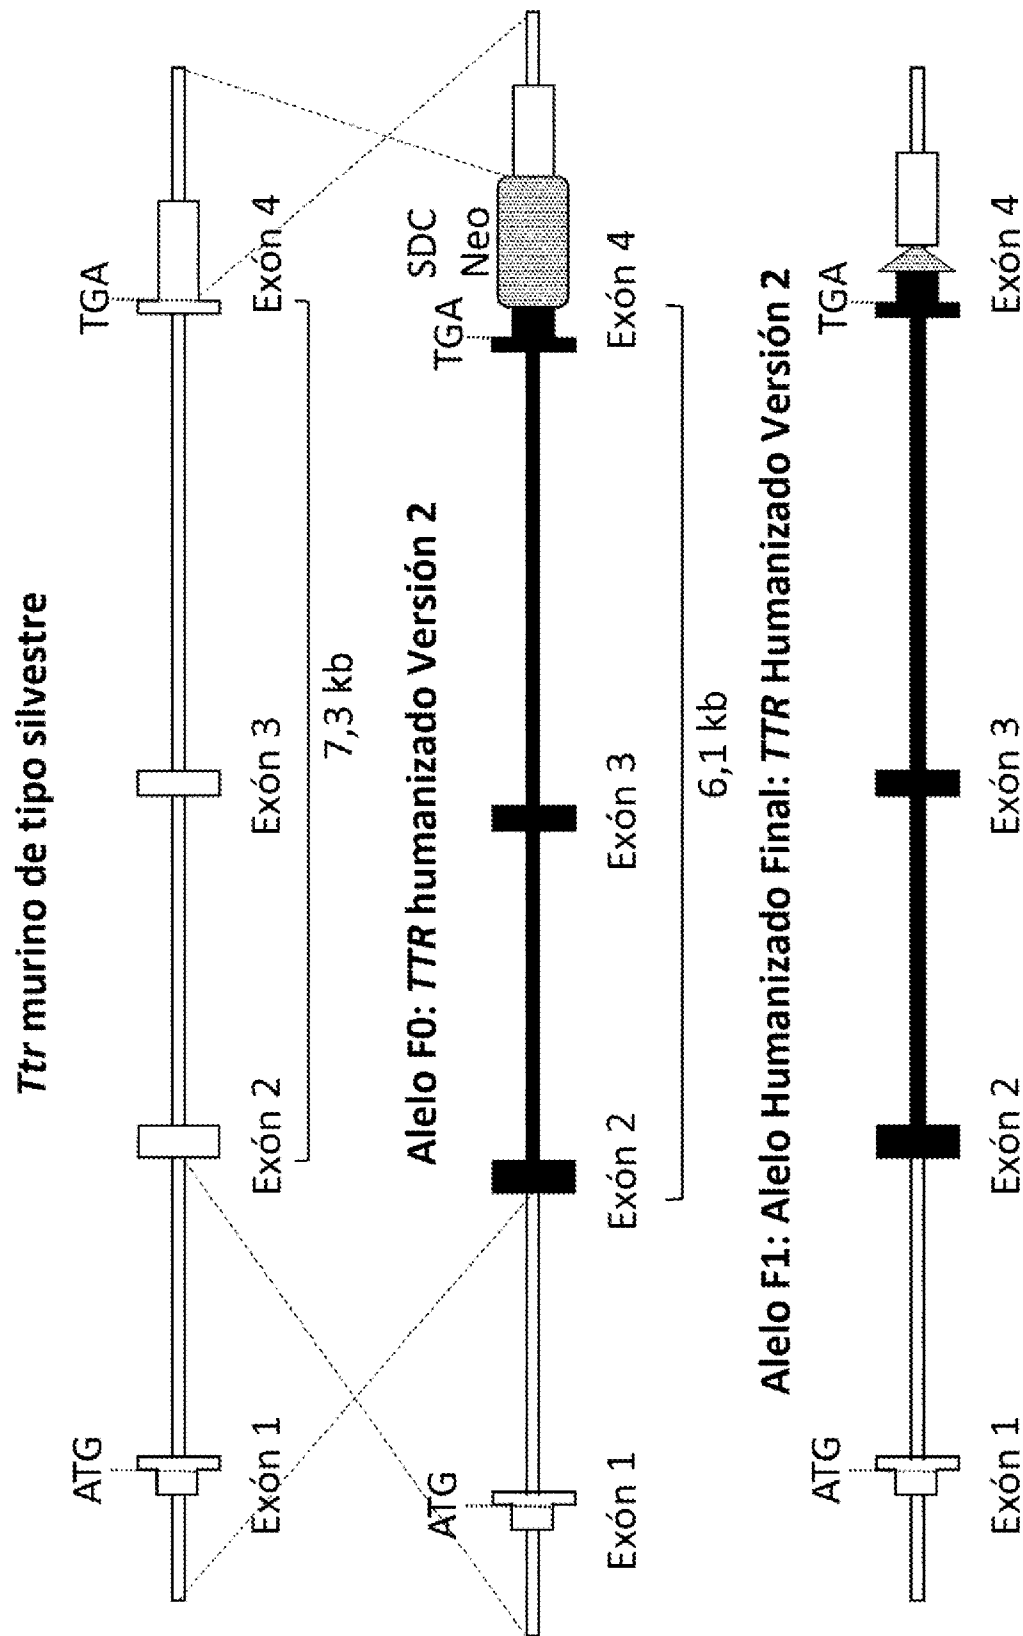 Ttr murino de tipo silvestre
ATG
TGA
Exón 1
Exón 2
Exón 3
Exón 4
7,3 kb
Alelo F0: TTR humanizado Versión 2
ATG
TGA
SDC
Neo
Exón 1
Exón 2
Exón 3
Exón 4
6,1 kb
Alelo F1: Alelo Humanizado Final: TTR Humanizado Versión 2
ATG
TGA
Exón 1
Exón 2
Exón 3
Exón 4